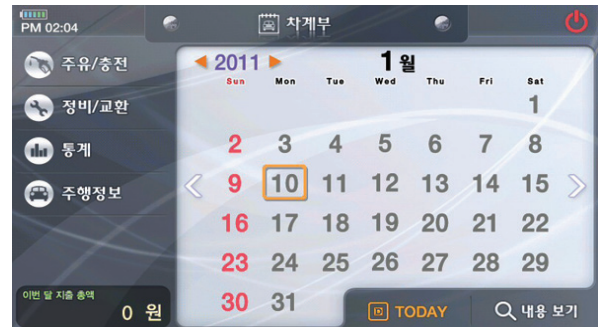 PM 02:04
차계부
주유/충전
정비/교환
통계
주행정보
이번 달 지출 총액
0 원
2011
1월
Sun Mon Tue Wed Thu Fri Sat
1
2 3 4 5 6 7 8
9 10 11 12 13 14 15
16 17 18 19 20 21 22
23 24 25 26 27 28 29
30 31
TODAY
내용 보기